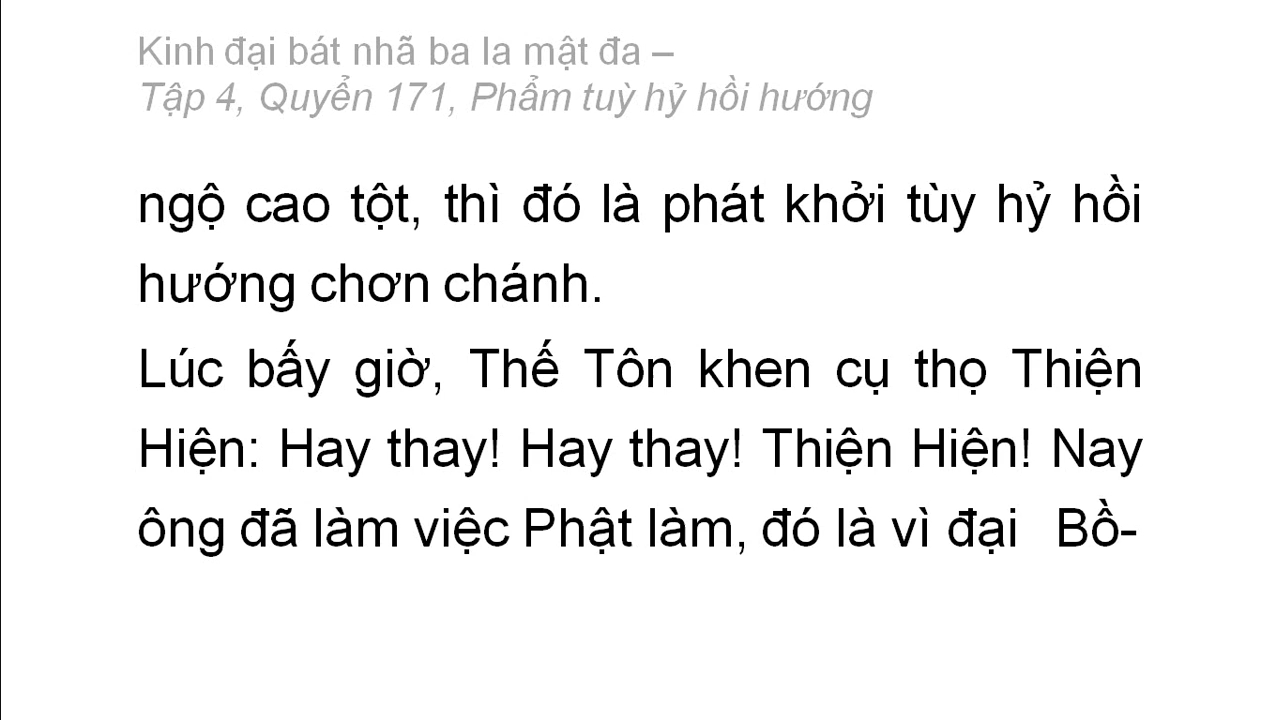 Kinh đại bát nhã ba la mật đa –
Tập 4, Quyển 171, Phẩm tuỳ hỷ hồi hướng
ngộ cao tột, thì đó là phát khởi tùy hỷ hồi
hướng chơn chánh.
Lúc bấy giờ, Thế Tôn khen cụ thọ Thiện
Hiện: Hay thay! Hay thay! Thiện Hiện! Nay
ông đã làm việc Phật làm, đó là vì đại Bồ-